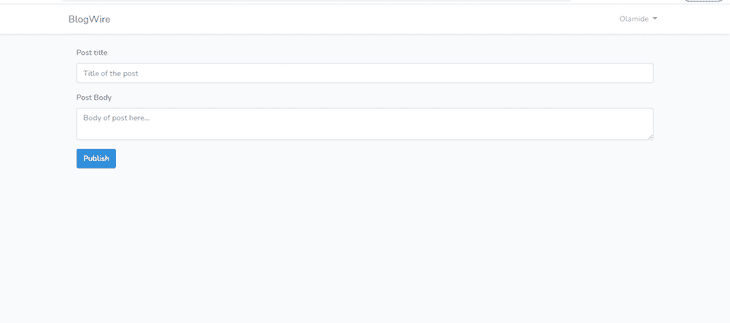 BlogWire
Olamide
Post title
Title of the post
Post Body
Body of post here...
Publish